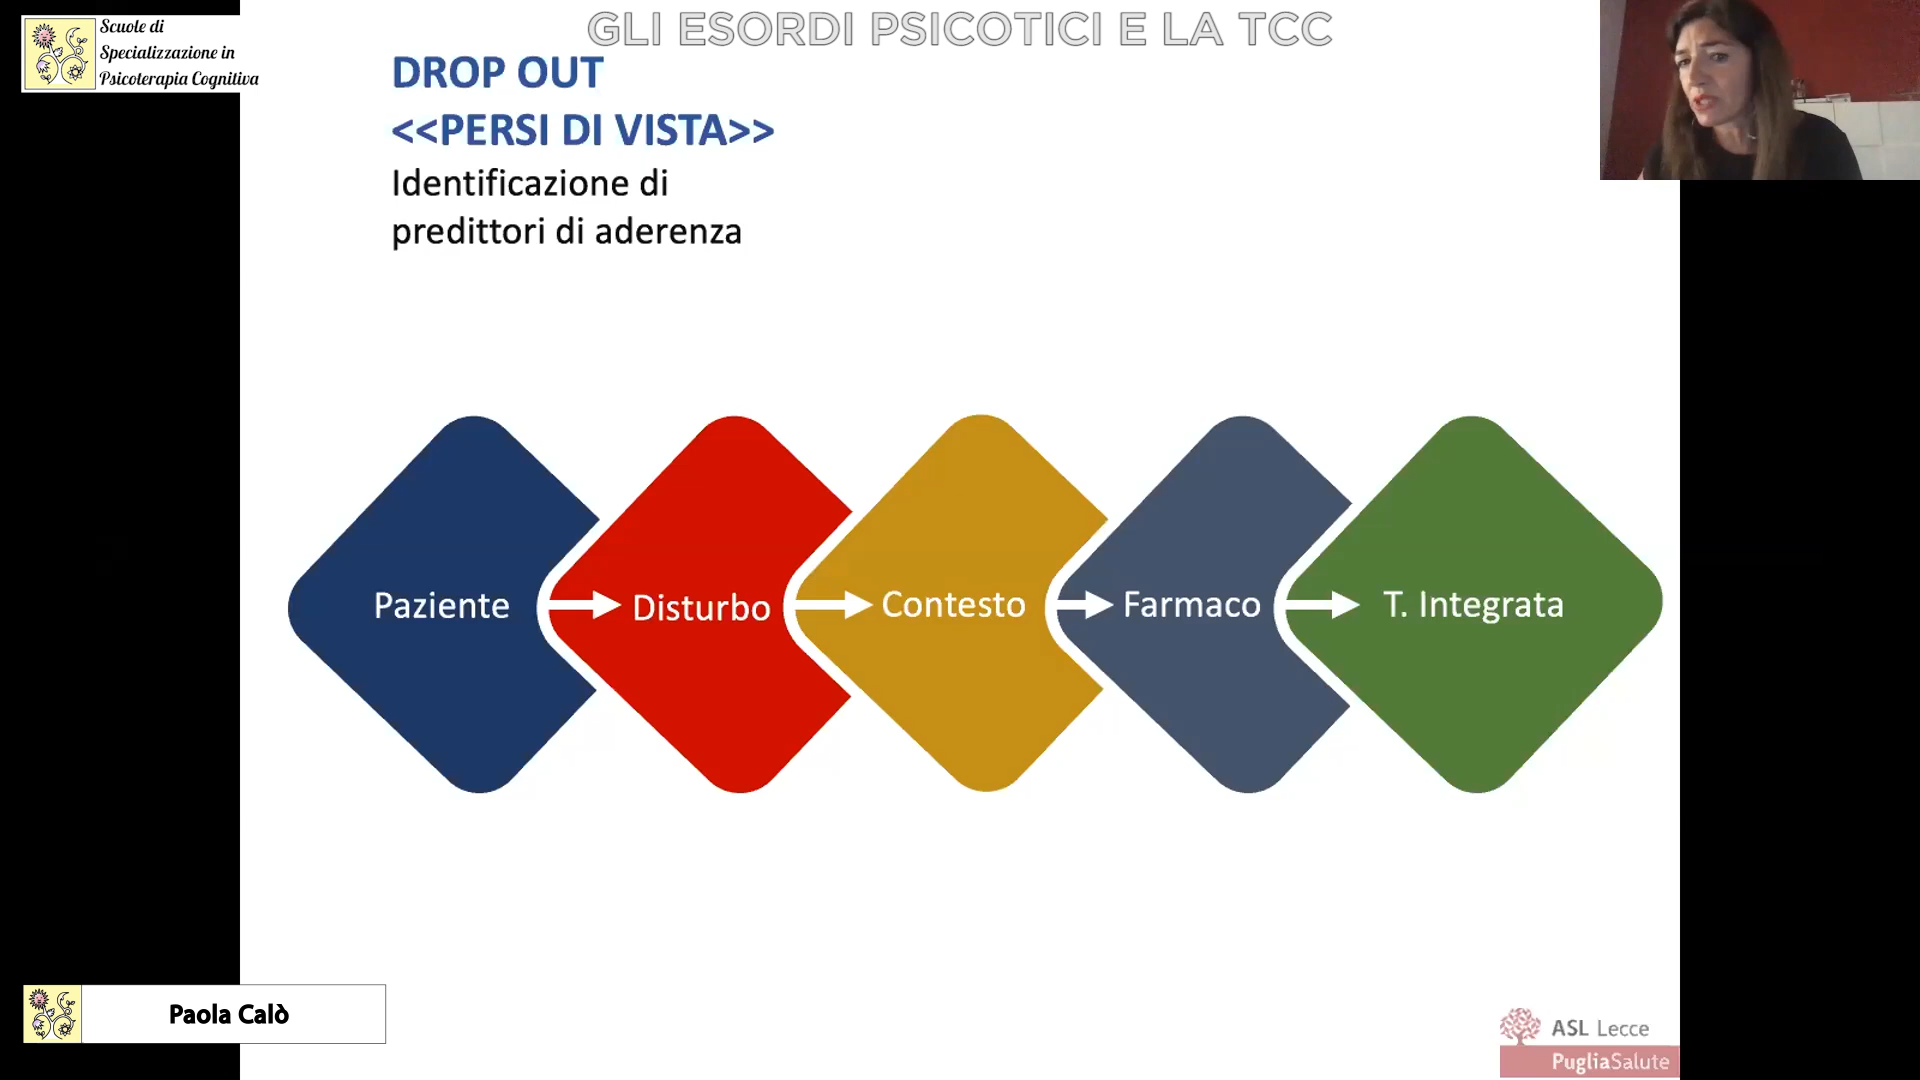 Scuole di
Specializzazione in
Psicoterapia Cognitiva
GLI ESORDI PSICOTICI E LA TCC
DROP OUT
<<PERSI DI VISTA>>
Identificazione di
predittori di aderenza
Paziente
Disturbo
Contesto
Farmaco
T. Integrata
Paola Calò
ASL Lecce
PugliaSalute